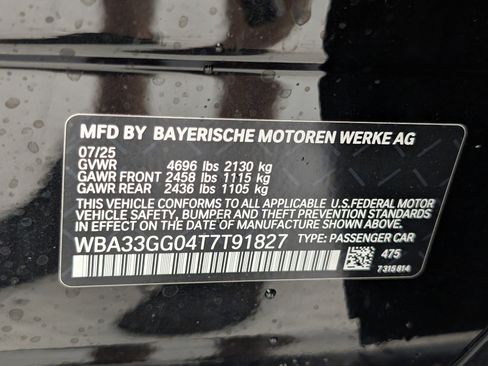 MFD BY BAYERISCHE MOTOREN WERKE AG
07/25
GVWR 4696 lbs 2130 kg
GAWR FRONT 2458 lbs 1115 kg
GAWR REAR 2436 lbs 1105 kg
THIS VEHICLE CONFORMS TO ALL APPLICABLE U.S.FEDERAL MOTOR
VEHICLE SAFETY, BUMPER AND THEFT PREVENTION STANDARDS IN
EFFECT ON THE DATE OF MANUFACTURE SHOWN ABOVE.
WBA33GG04T7T91827 TYPE: PASSENGER CAR
475
7315814